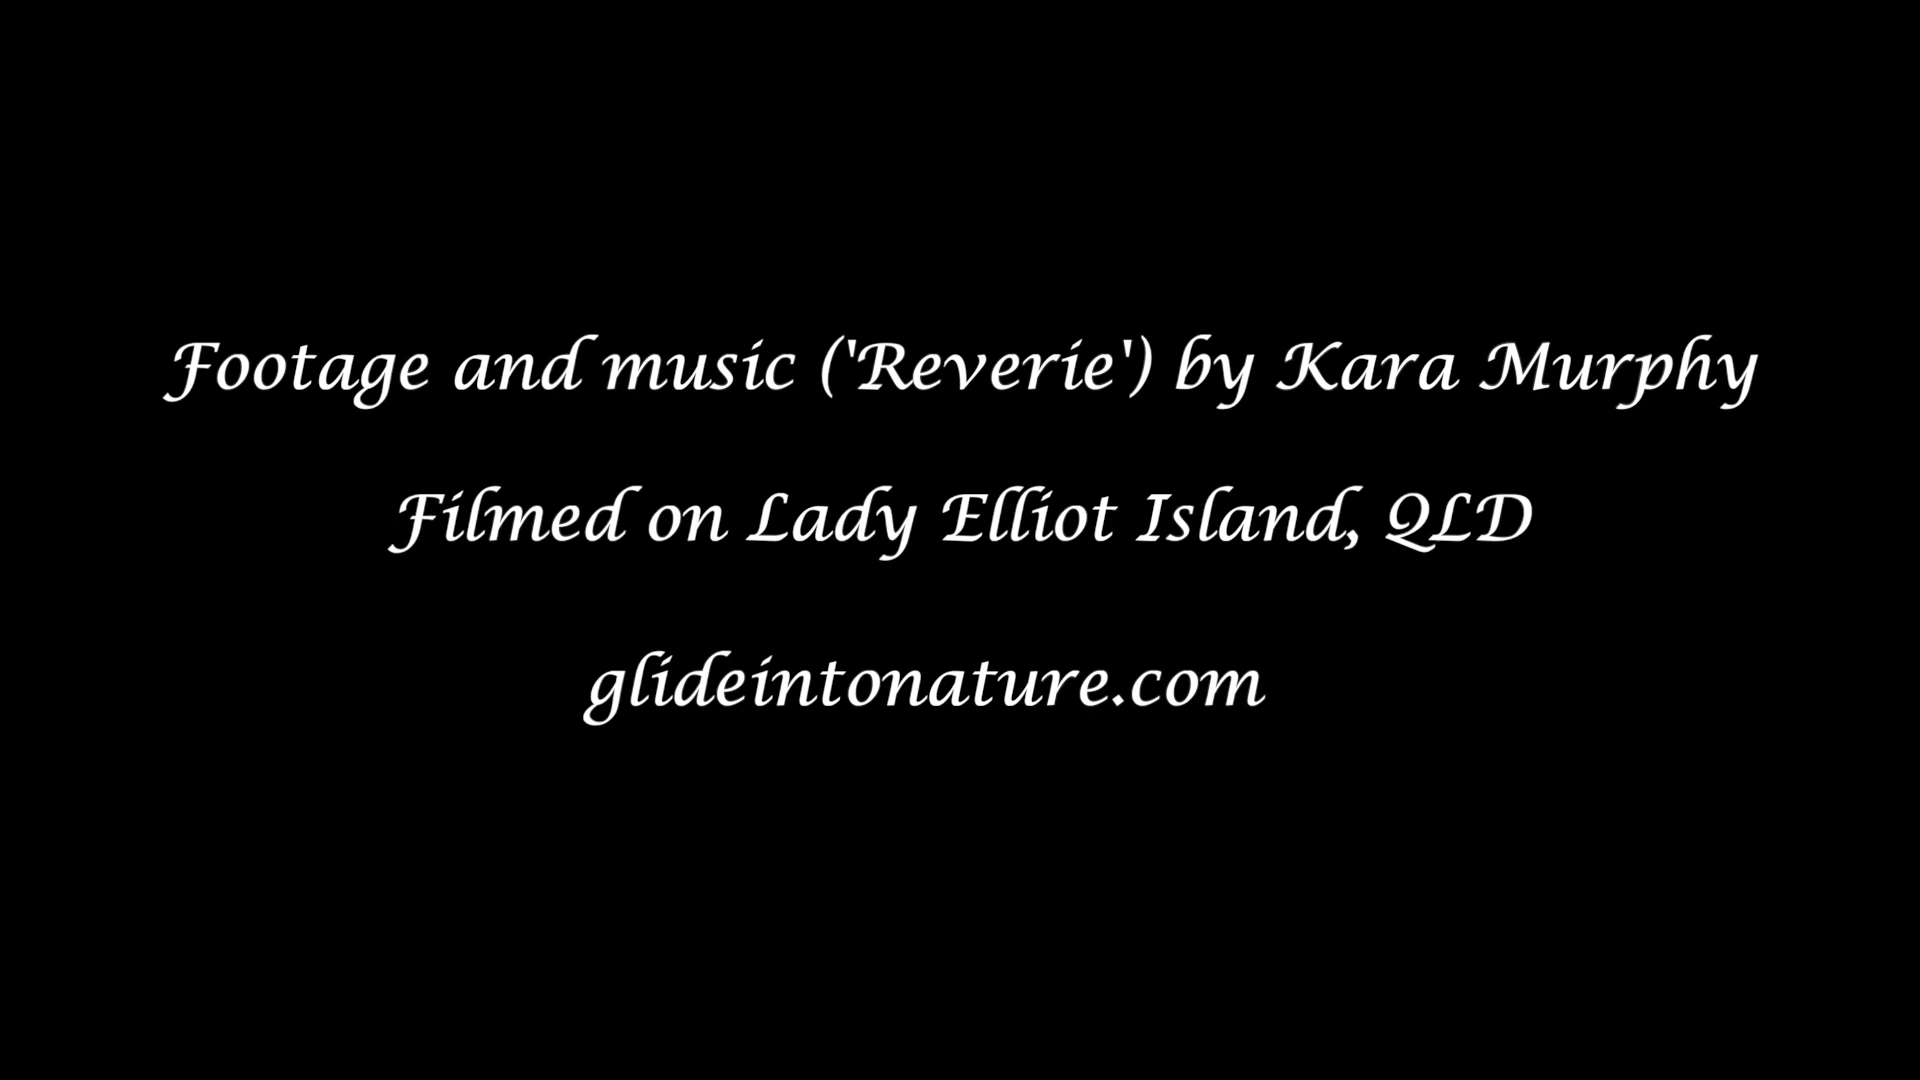 Footage and music ('Reverie') by Kara Murphy
Filmed on Lady Elliot Island, QLD
glideintonature.com